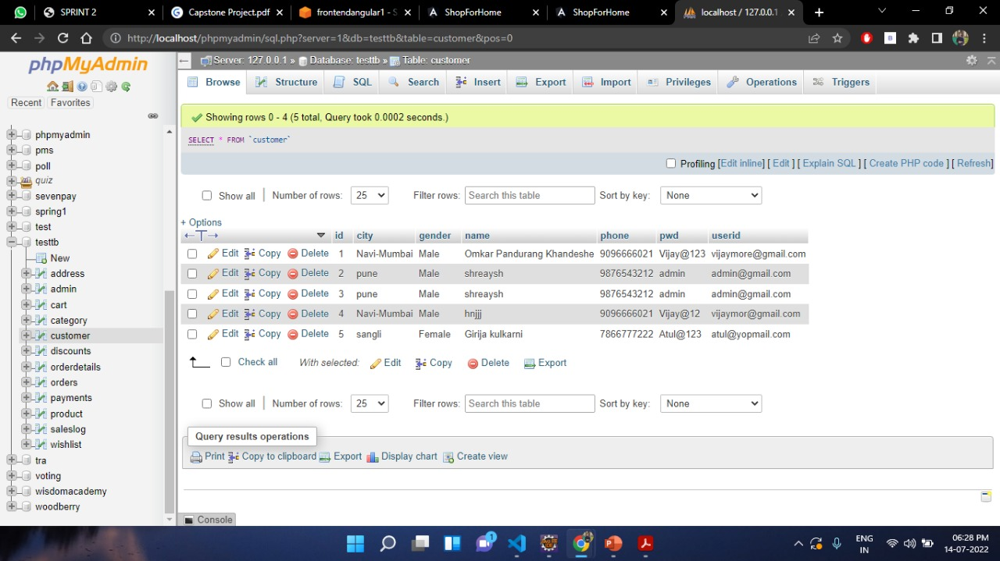 SPRINT 2
Capstone Project.pdf
frontendangular1 - S
ShopForHome
ShopForHome
localhost / 127.0.0.1
http://localhost/phpmyadmin/sql.php?server=1&db=testtb&table=customer&pos=0
phpMyAdmin
Recent Favorites
phpmyadmin
pms
poll
quiz
sevenpay
spring1
test
testtb
New
address
admin
cart
category
customer
discounts
orderdetails
orders
payments
product
saleslog
wishlist
tra
voting
wisdomacademy
woodberry
Server: 127.0.0.1 » Database: testtb » Table: customer
Browse Structure SQL Search Insert Export Import Privileges Operations Triggers
Showing rows 0 - 4 (5 total, Query took 0.0002 seconds.)
SELECT * FROM `customer`
Profiling [Edit inline] [ Edit ] [ Explain SQL ] [ Create PHP code ] [ Refresh]
Show all | Number of rows: 25 Filter rows: Search this table Sort by key: None
+ Options
←T→ id city gender name phone pwd userid
Edit Copy Delete 1 Navi-Mumbai Male Omkar Pandurang Khandeshe 9096666021 Vijay@123 vijaymore@gmail.com
Edit Copy Delete 2 pune Male shreaysh 9876543212 admin admin@gmail.com
Edit Copy Delete 3 pune Male shreaysh 9876543212 admin admin@gmail.com
Edit Copy Delete 4 Navi-Mumbai Male hnjjj 9096666021 Vijay@12 vijaymor@gmail.com
Edit Copy Delete 5 sangli Female Girija kulkarni 7866777222 Atul@123 atul@yopmail.com
Check all With selected: Edit Copy Delete Export
Show all | Number of rows: 25 Filter rows: Search this table Sort by key: None
Query results operations
Print Copy to clipboard Export Display chart Create view
Console
1
ENG
IN
06:28 PM
14-07-2022